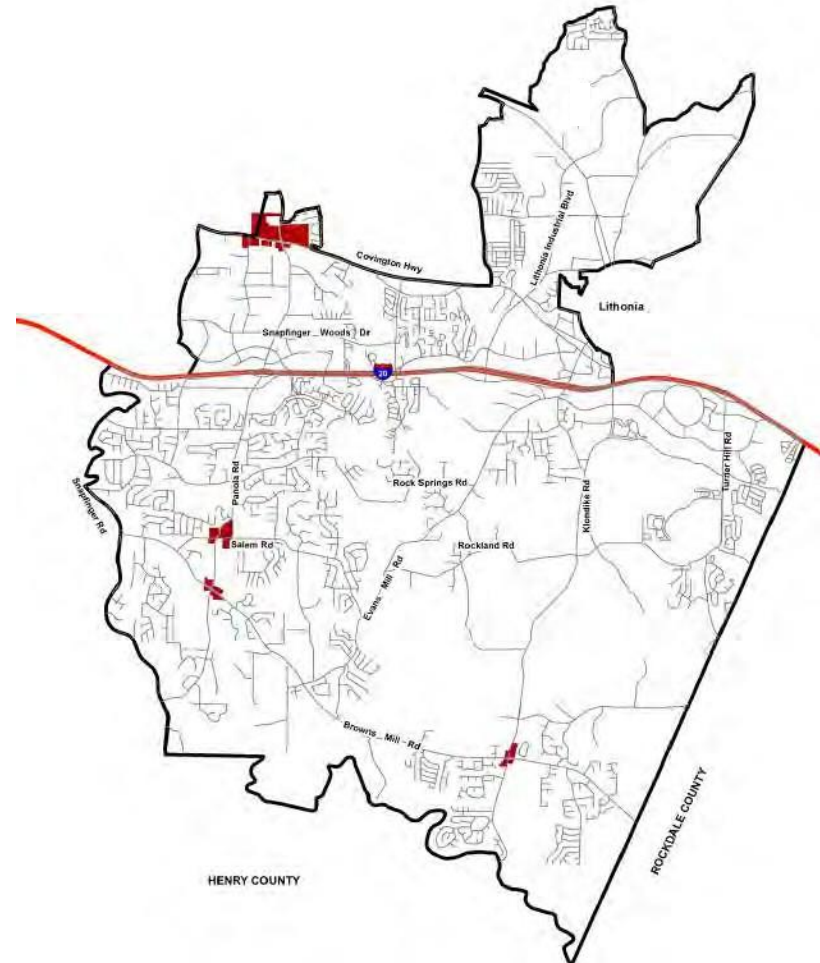 Lithonia Industrial Blvd
Covington Hwy
Lithonia
Snapfinger Woods Dr
20
Turner Hill Rd
Panola Rd
Rock Springs Rd
Klondike Rd
Snapfinger Rd
Salem Rd
Rockland Rd
Evans Mill Rd
Browns Mill Rd
ROCKDALE COUNTY
HENRY COUNTY